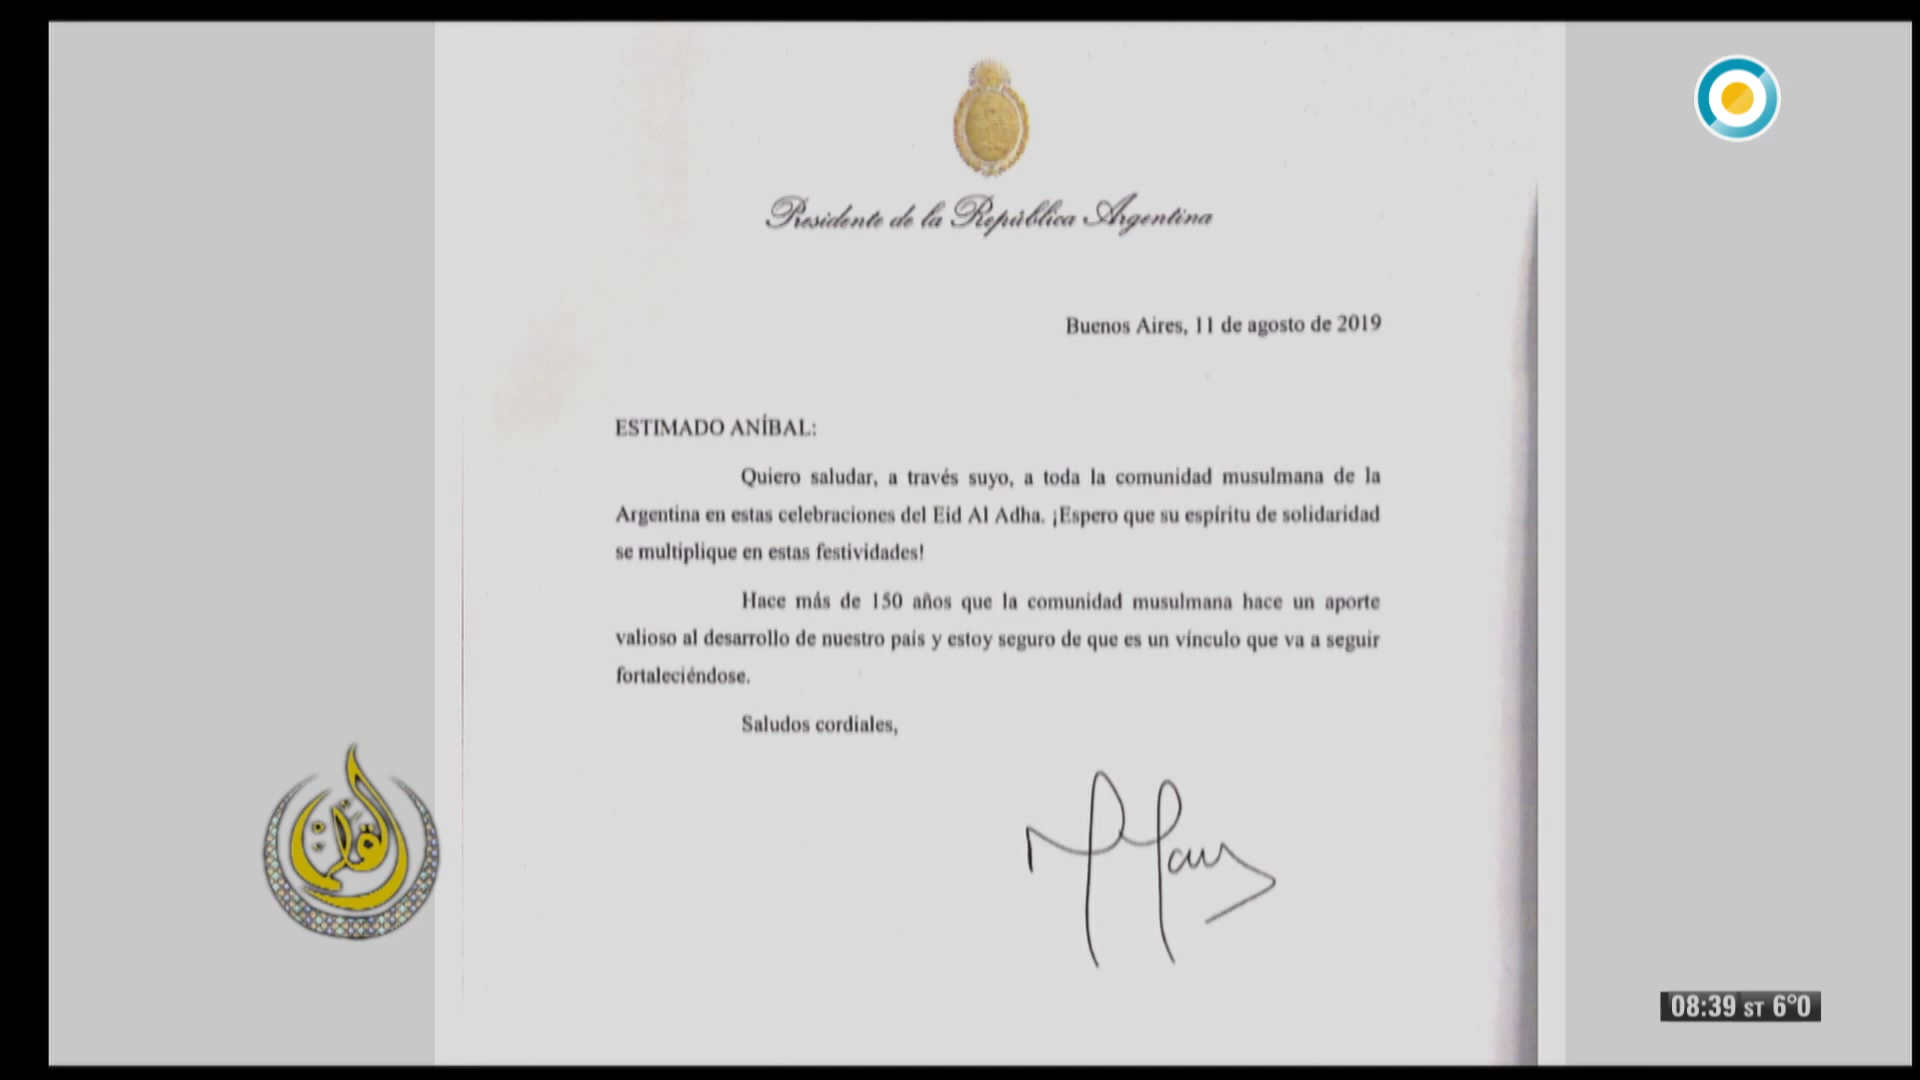 Presidente de la República Argentina
Buenos Aires, 11 de agosto de 2019
ESTIMADO ANÍBAL:
Quiero saludar, a través suyo, a toda la comunidad musulmana de la
Argentina en estas celebraciones del Eid Al Adha. ¡Espero que su espíritu de solidaridad
se multiplique en estas festividades!
Hace más de 150 años que la comunidad musulmana hace un aporte
valioso al desarrollo de nuestro país y estoy seguro de que es un vínculo que va a seguir
fortaleciéndose.
Saludos cordiales,
08:39 ST 6°0